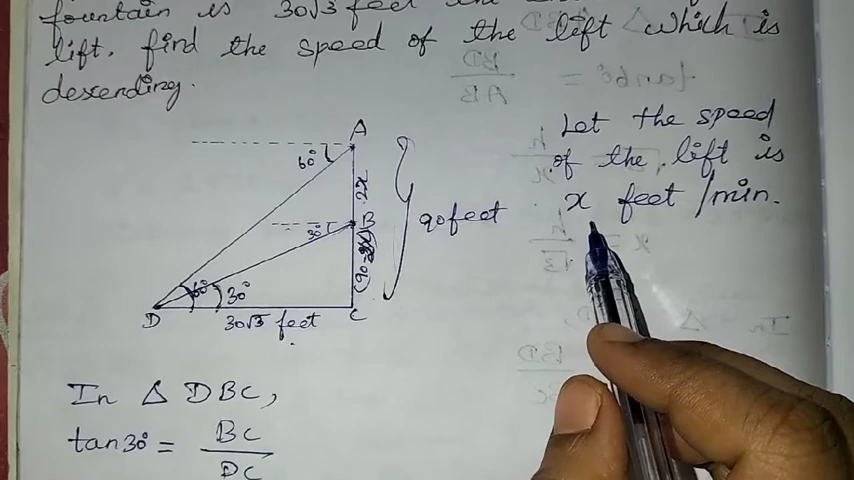 fountain is 30√3 feet
lift. find the speed of the lift which is
descending.
Let the speed
of the lift is
x feet /min.
A
60°
2x
B
30°
90 feet
60°
30°
D
30√3 feet
C
In △ DBC,
tan30° = BC
DC